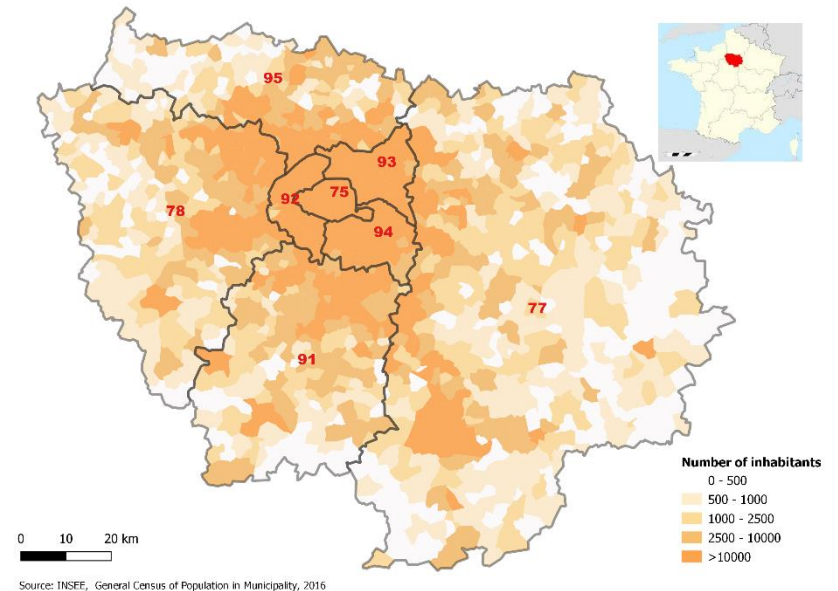 95
93
92
75
78
94
77
91
Number of inhabitants
0 - 500
500 - 1000
1000 - 2500
2500 - 10000
>10000
0 10 20 km
Source: INSEE, General Census of Population in Municipality, 2016